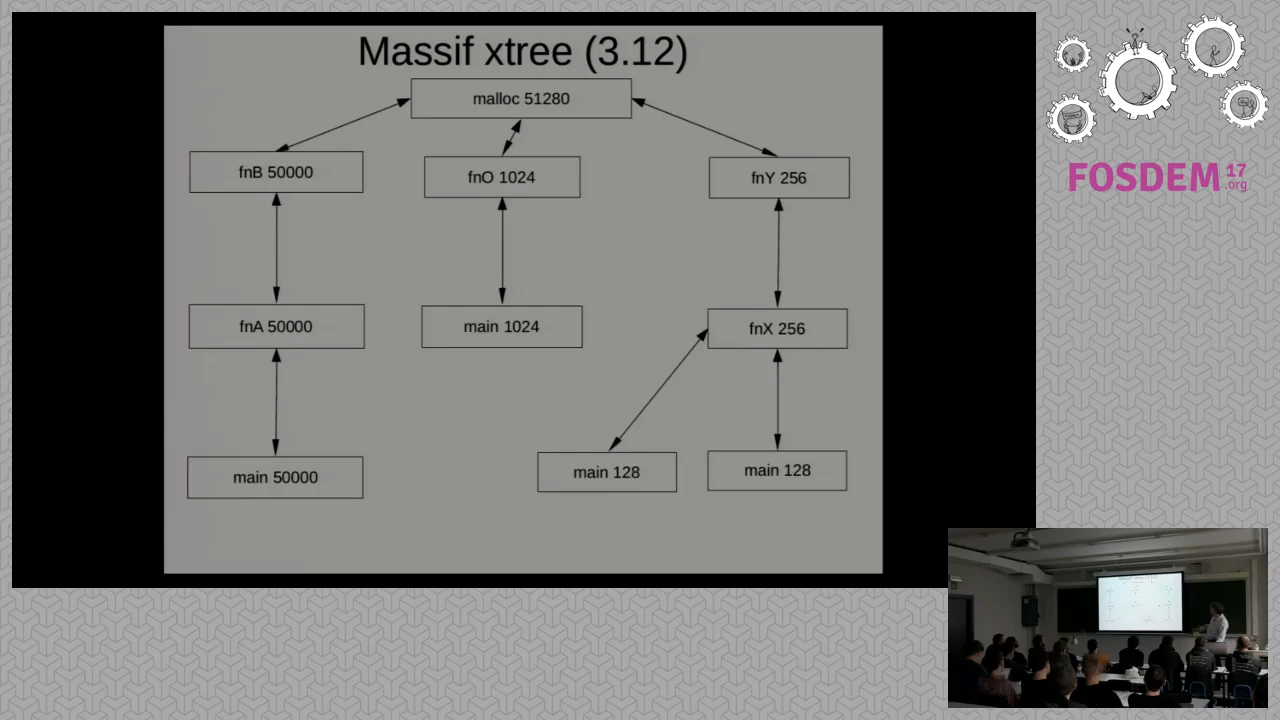 Massif xtree (3.12)
malloc 51280
fnB 50000
fnO 1024
fnY 256
fnA 50000
main 1024
fnX 256
main 50000
main 128
main 128
FOSDEM 17
.org